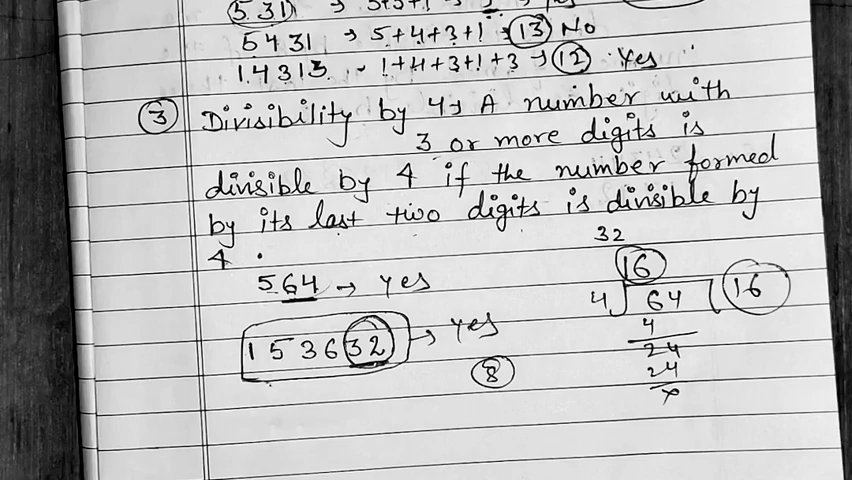 531
5431 → 5+4+3+1 → 13 No
14313 - 1+4+3+1+3 → 12 Yes
3 Divisibility by 4 → A number with
3 or more digits is
divisible by 4 if the number formed
by its last two digits is divisible by
4.
32
564 → Yes
16
4 64 16
4
24
24
x
153632 → Yes
8